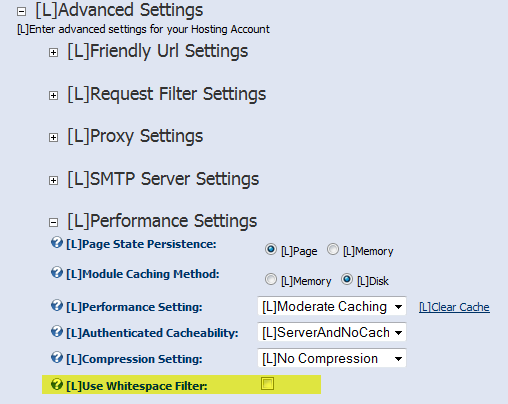 [L]Advanced Settings
[L]Enter advanced settings for your Hosting Account
[L]Friendly Url Settings
[L]Request Filter Settings
[L]Proxy Settings
[L]SMTP Server Settings
[L]Performance Settings
[L]Page State Persistence: [L]Page [L]Memory
[L]Module Caching Method: [L]Memory [L]Disk
[L]Performance Setting: [L]Moderate Caching [L]Clear Cache
[L]Authenticated Cacheability: [L]ServerAndNoCach
[L]Compression Setting: [L]No Compression
[L]Use Whitespace Filter: